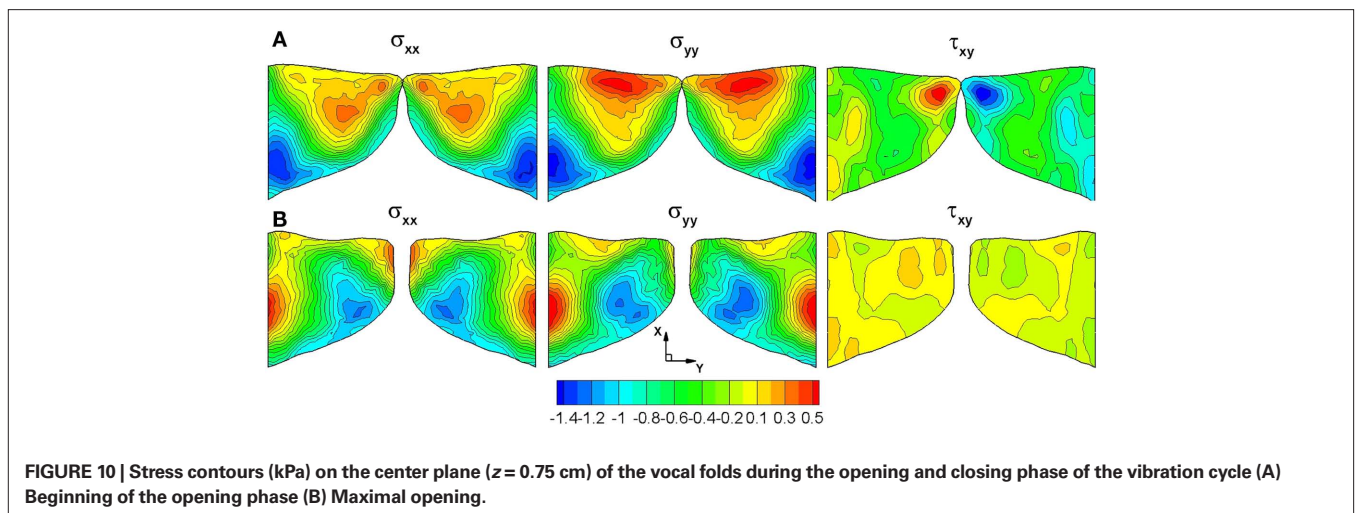 A
σxx σyy τxy
B
σxx σyy τxy
X
Y
-1.4 -1.2 -1 -0.8 -0.6 -0.4 -0.2 0.1 0.3 0.5
FIGURE 10 | Stress contours (kPa) on the center plane (z = 0.75 cm) of the vocal folds during the opening and closing phase of the vibration cycle (A)
Beginning of the opening phase (B) Maximal opening.